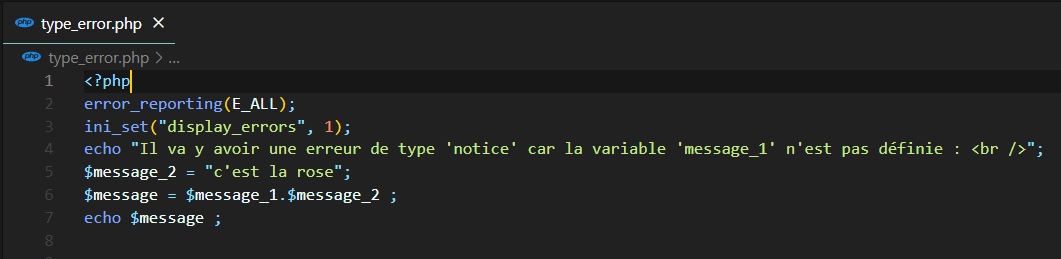 php type_error.php ×
php type_error.php > ...
1 <?php
2 error_reporting(E_ALL);
3 ini_set("display_errors", 1);
4 echo "Il va y avoir une erreur de type 'notice' car la variable 'message_1' n'est pas définie : <br />";
5 $message_2 = "c'est la rose";
6 $message = $message_1.$message_2 ;
7 echo $message ;
8